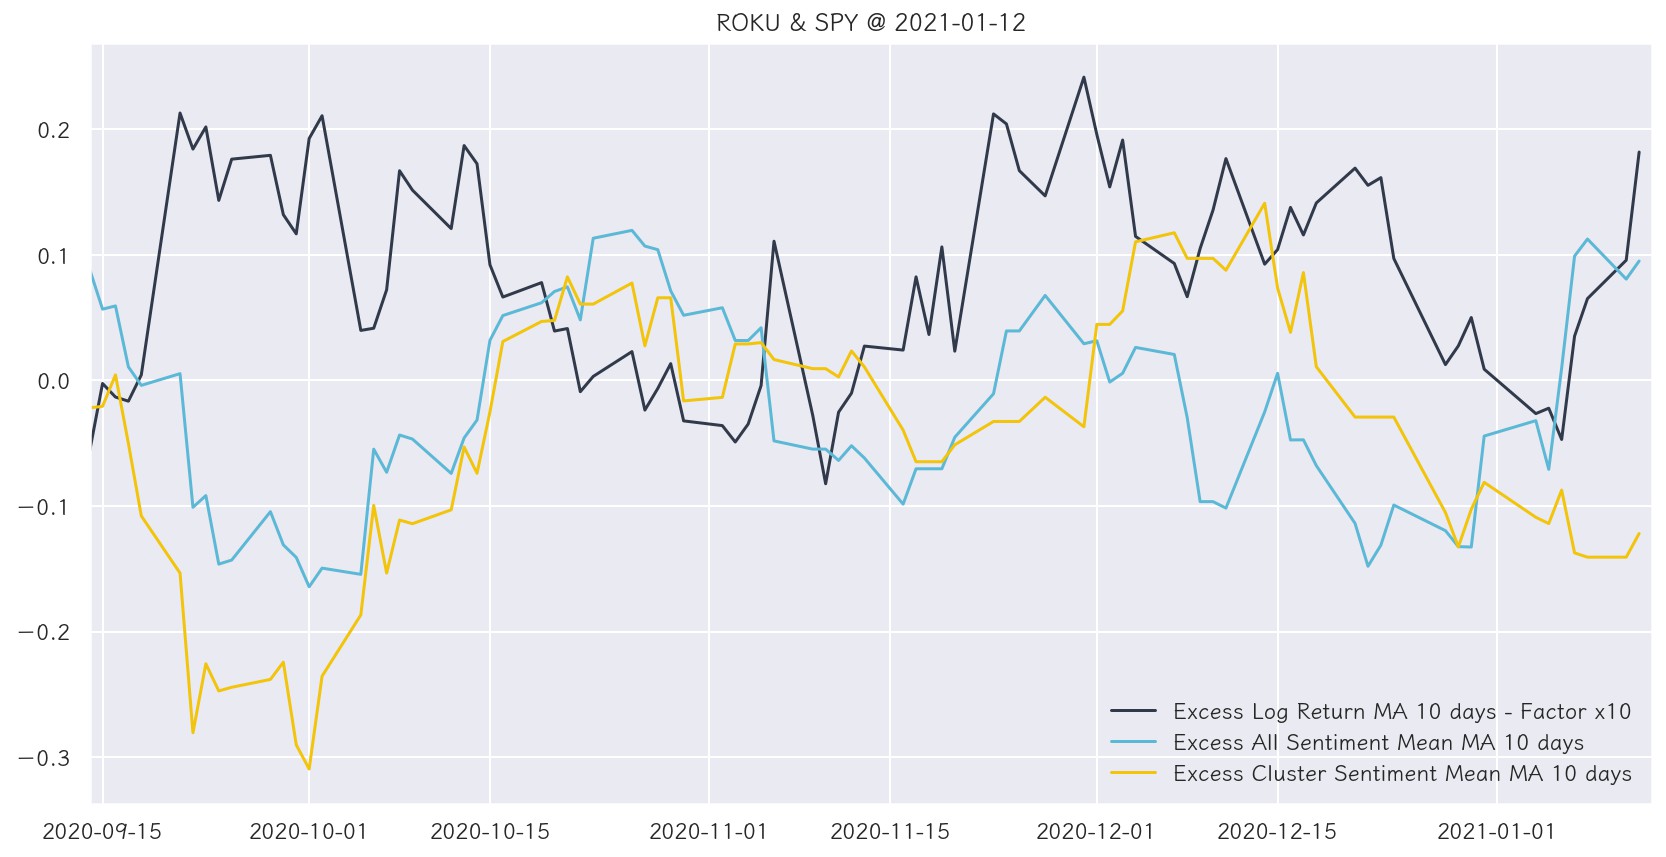 ROKU & SPY @ 2021-01-12
0.2
0.1
0.0
−0.1
−0.2
−0.3
Excess Log Return MA 10 days - Factor x10
Excess All Sentiment Mean MA 10 days
Excess Cluster Sentiment Mean MA 10 days
2020-09-15 2020-10-01 2020-10-15 2020-11-01 2020-11-15 2020-12-01 2020-12-15 2021-01-01